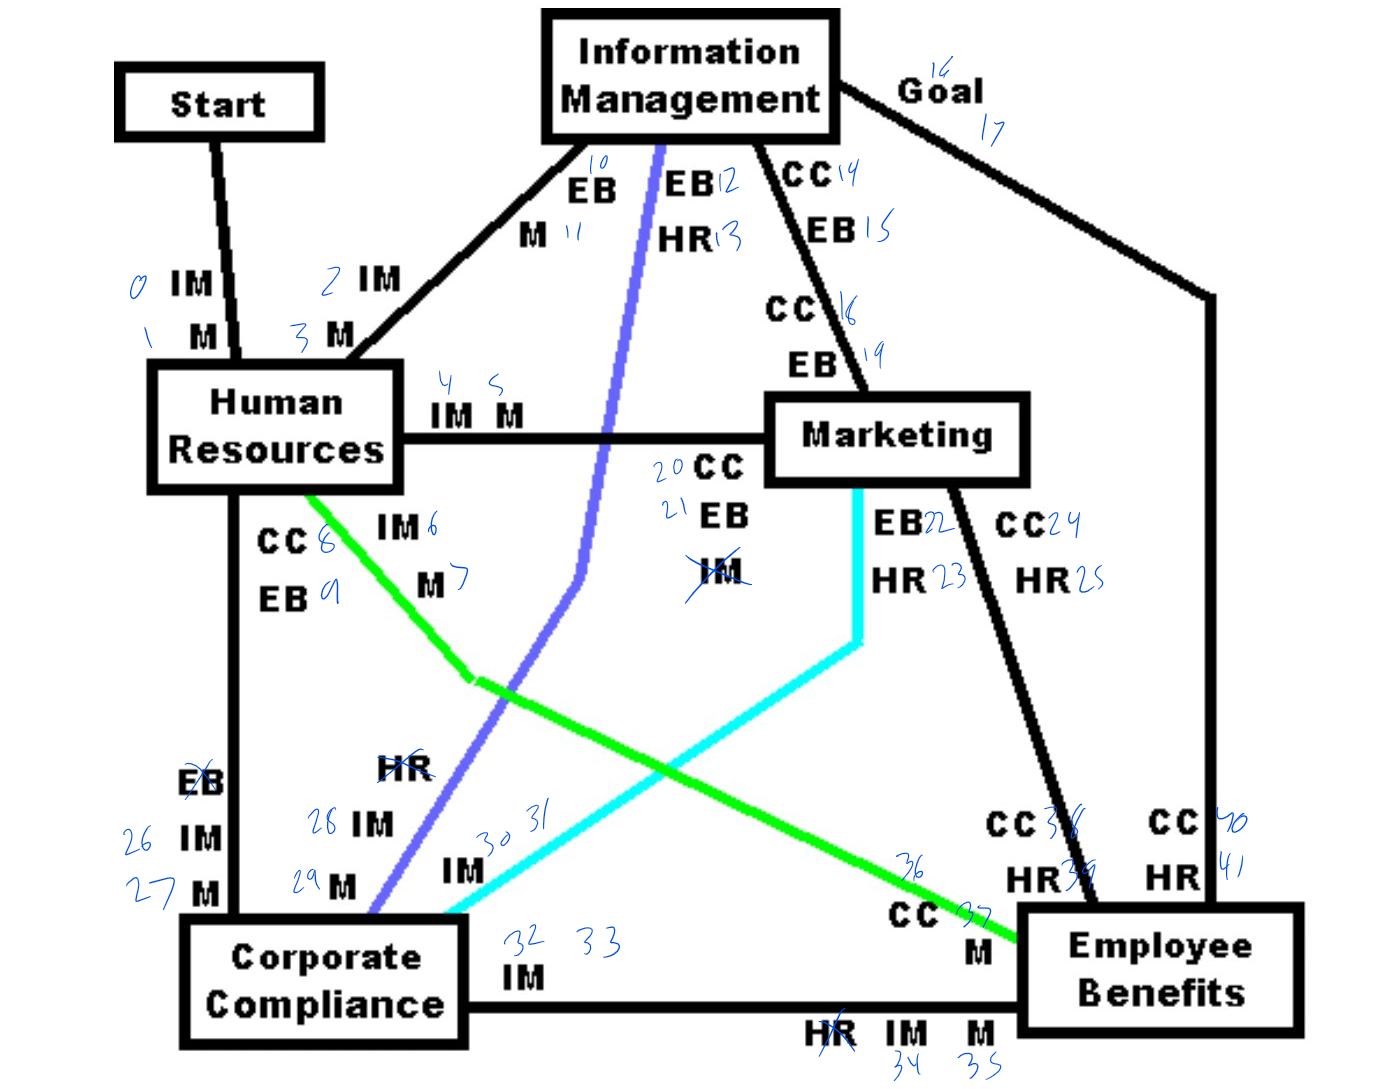 Information
Management
Start
Goal
16
17
10
EB
EB 12
CC 14
M 11
HR 13
EB 15
0 IM
2 IM
1 M
3 M
CC 18
EB 19
Human
Resources
4 5
IM M
Marketing
20 CC
21 EB
IM
CC 8
IM 6
EB 9
M 7
EB 22
CC 24
HR 23
HR 25
EB
HR
26 IM
28 IM
27 M
29 M
30 31
IM
CC 38
CC 40
HR 39
HR 41
36
CC
37
M
Corporate
Compliance
32 33
IM
Employee
Benefits
HR IM M
34 35